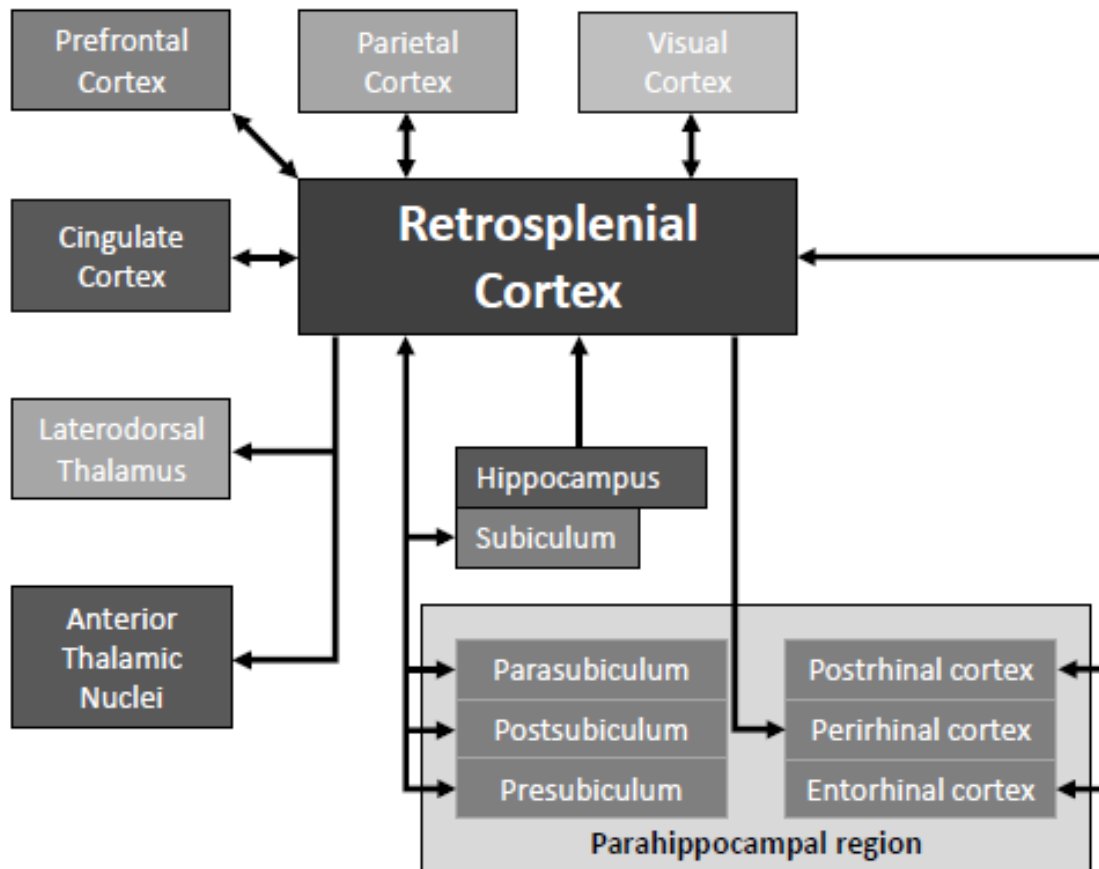 Prefrontal
Cortex
Parietal
Cortex
Visual
Cortex
Retrosplenial
Cortex
Cingulate
Cortex
Laterodorsal
Thalamus
Hippocampus
Subiculum
Anterior
Thalamic
Nuclei
Parasubiculum
Postsubiculum
Presubiculum
Postrhinal cortex
Perirhinal cortex
Entorhinal cortex
Parahippocampal region